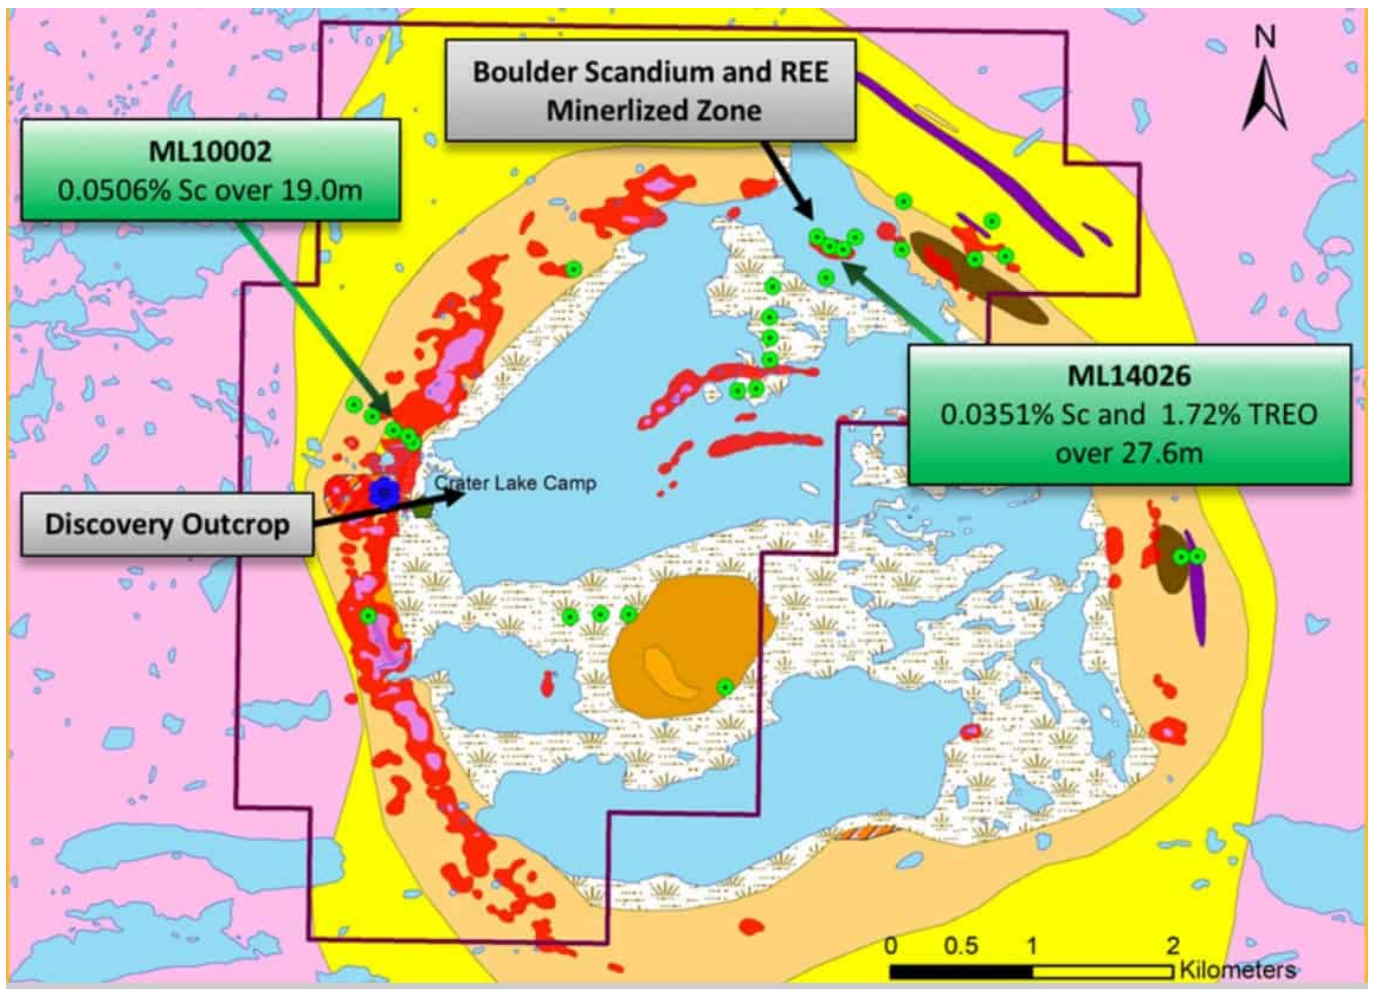 N
Boulder Scandium and REE
Minerlized Zone
ML10002
0.0506% Sc over 19.0m
ML14026
0.0351% Sc and 1.72% TREO
over 27.6m
Crater Lake Camp
Discovery Outcrop
0 0.5 1 2
Kilometers